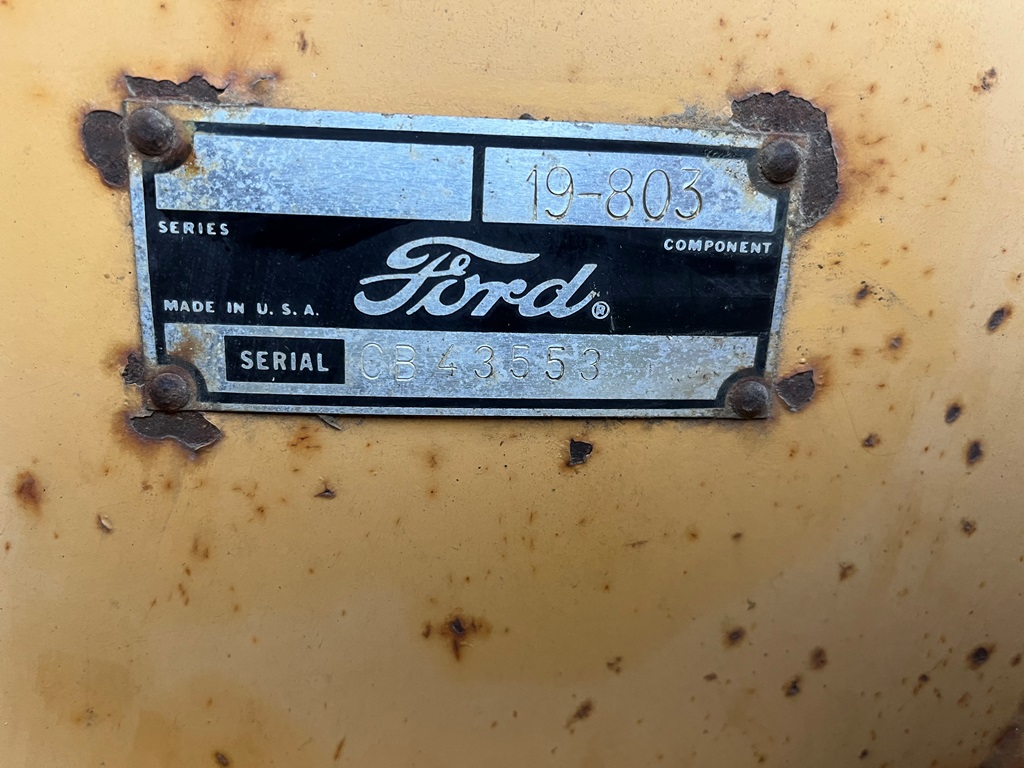 19-803
SERIES
COMPONENT
Ford®
MADE IN U. S. A.
SERIAL CB 43553